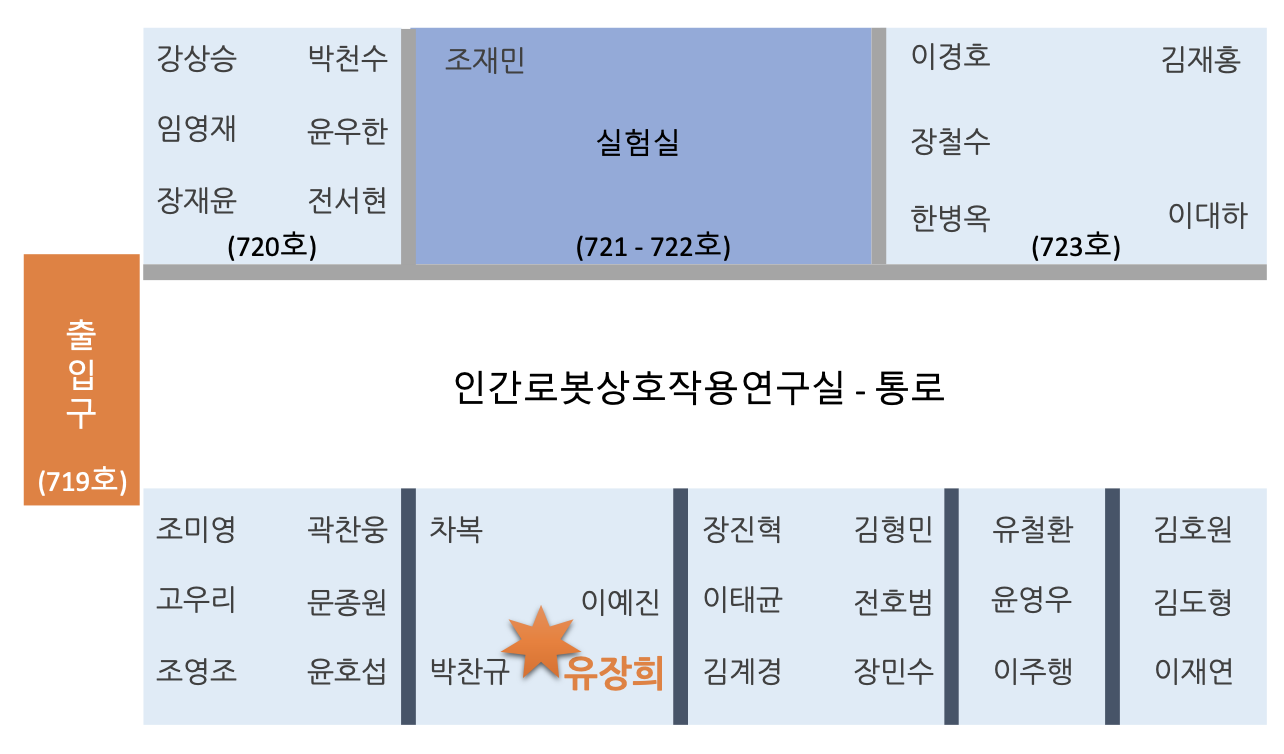 강상승 박천수
임영재 윤우한
장재윤 전서현
(720호)
조재민
실험실
(721 - 722호)
이경호 김재홍
장철수
한병옥 이대하
(723호)
출
입
구
(719호)
인간로봇상호작용연구실 - 통로
조미영 곽찬웅
고우리 문종원
조영조 윤호섭
차복
이예진
박찬규 유장희
장진혁 김형민
이태균 전호범
김계경 장민수
유철환
윤영우
이주행
김호원
김도형
이재연